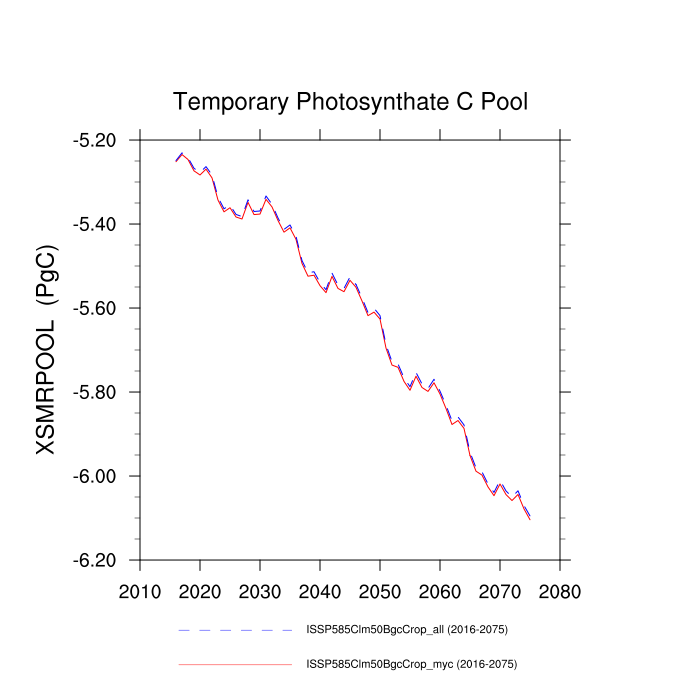 Temporary Photosynthate C Pool
-5.20
-5.40
-5.60
-5.80
-6.00
-6.20
XSMRPOOL (PgC)
2010 2020 2030 2040 2050 2060 2070 2080
ISSP585Clm50BgcCrop_all (2016-2075)
ISSP585Clm50BgcCrop_myc (2016-2075)